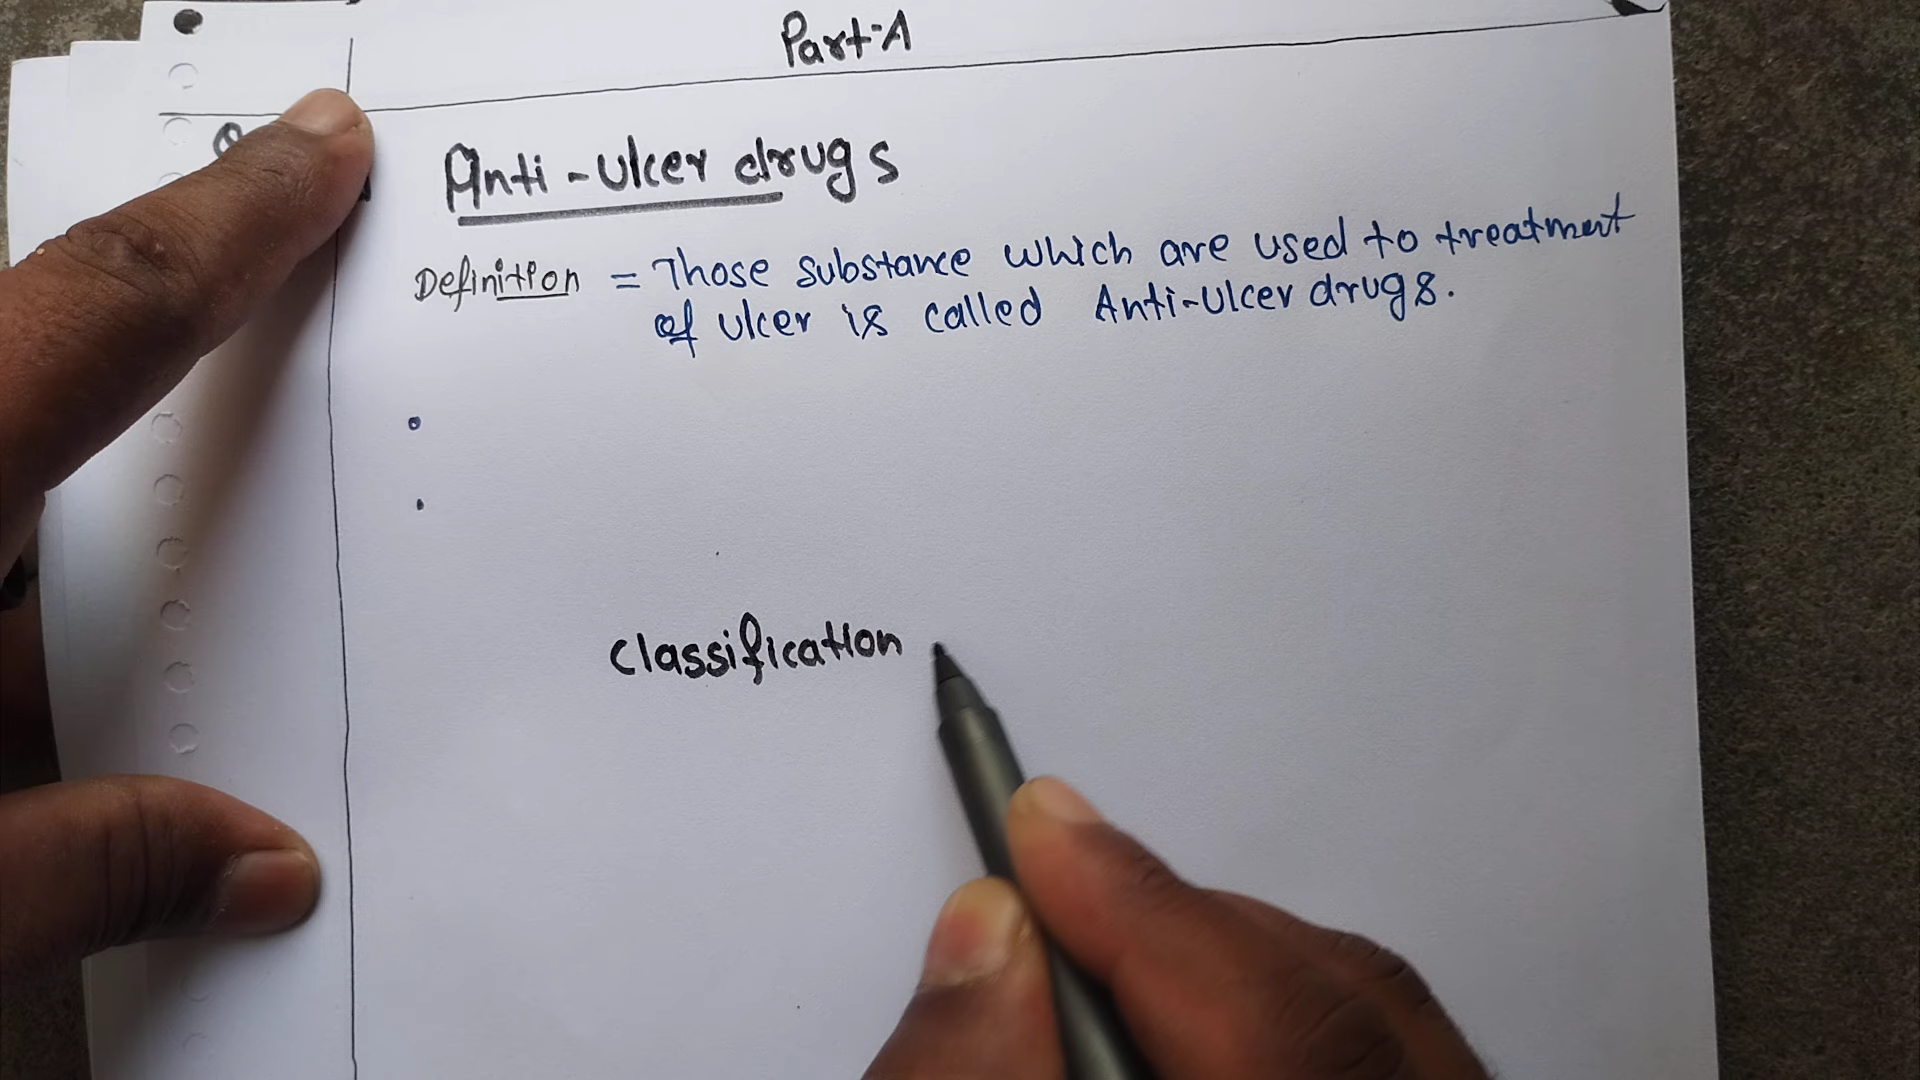 Part-A
Anti-ulcer drugs
Definition = Those substance which are used to treatment
of ulcer is called Anti-Ulcer drugs.
Classification